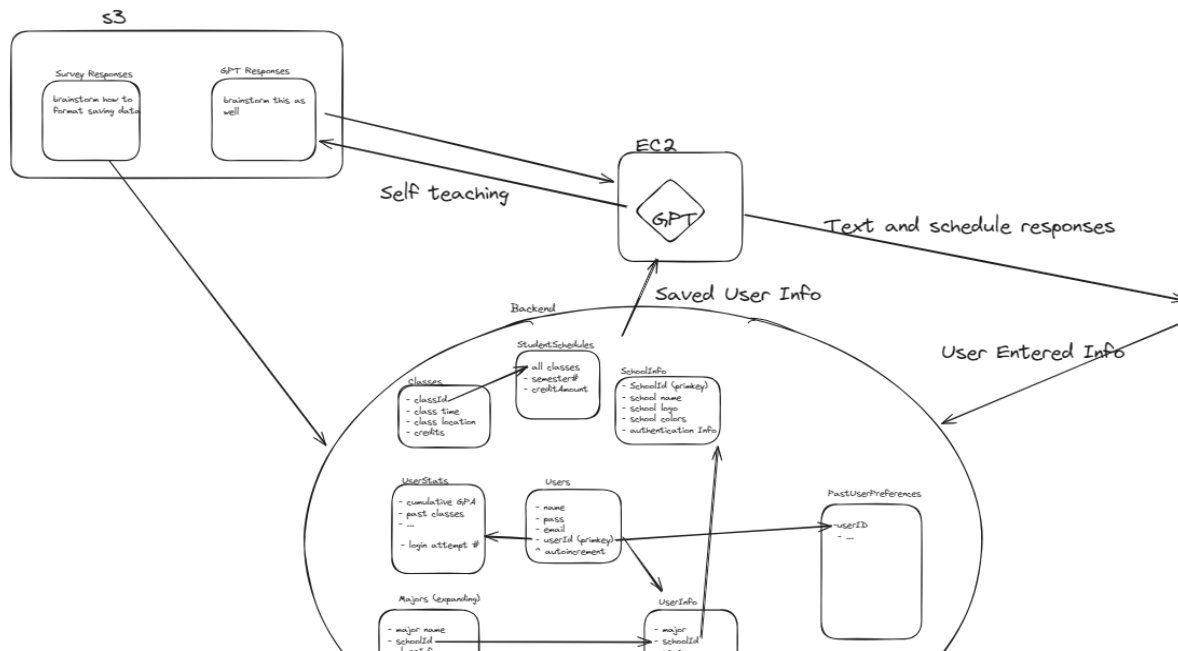 s3
Survey Responses
brainstorm how to
format saving data
GPT Responses
brainstorm this as
well
Self teaching
EC2
GPT
Text and schedule responses
Saved User Info
User Entered Info
Backend
StudentSchedules
- all classes
- semester#
- creditAmount
Classes
- classId
- class time
- class location
- credits
SchoolInfo
- SchoolId (primkey)
- school name
- school logo
- school colors
- authentication Info
UserStats
- cumulative GPA
- past classes
- ...
- login attempt #
Users
- name
- pass
- email
- userId (primkey)
^ autoincrement
PastUserPreferences
-userID
- ...
Majors (expanding)
- major name
- schoolId
UserInfo
- major
- schoolId